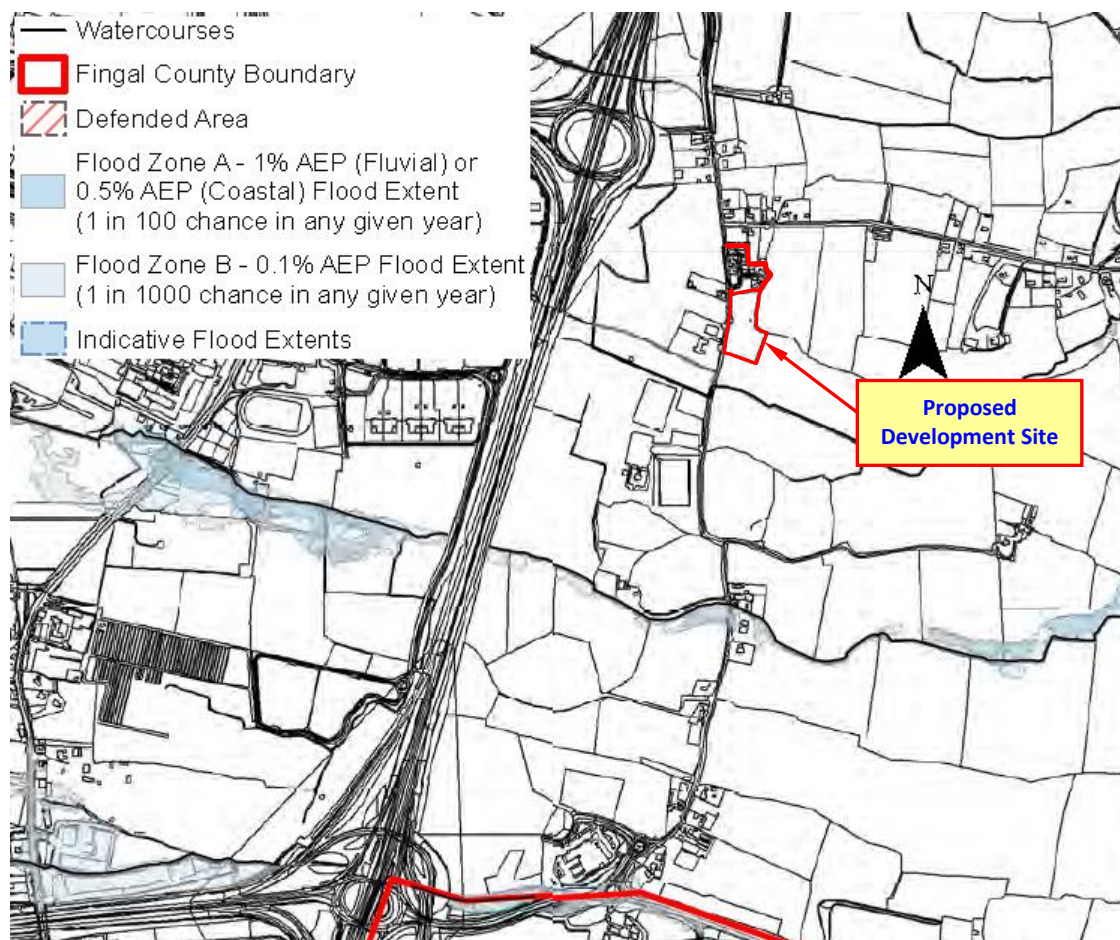 Watercourses
Fingal County Boundary
Defended Area
Flood Zone A - 1% AEP (Fluvial) or
0.5% AEP (Coastal) Flood Extent
(1 in 100 chance in any given year)
Flood Zone B - 0.1% AEP Flood Extent
(1 in 1000 chance in any given year)
Indicative Flood Extents
N
Proposed
Development Site